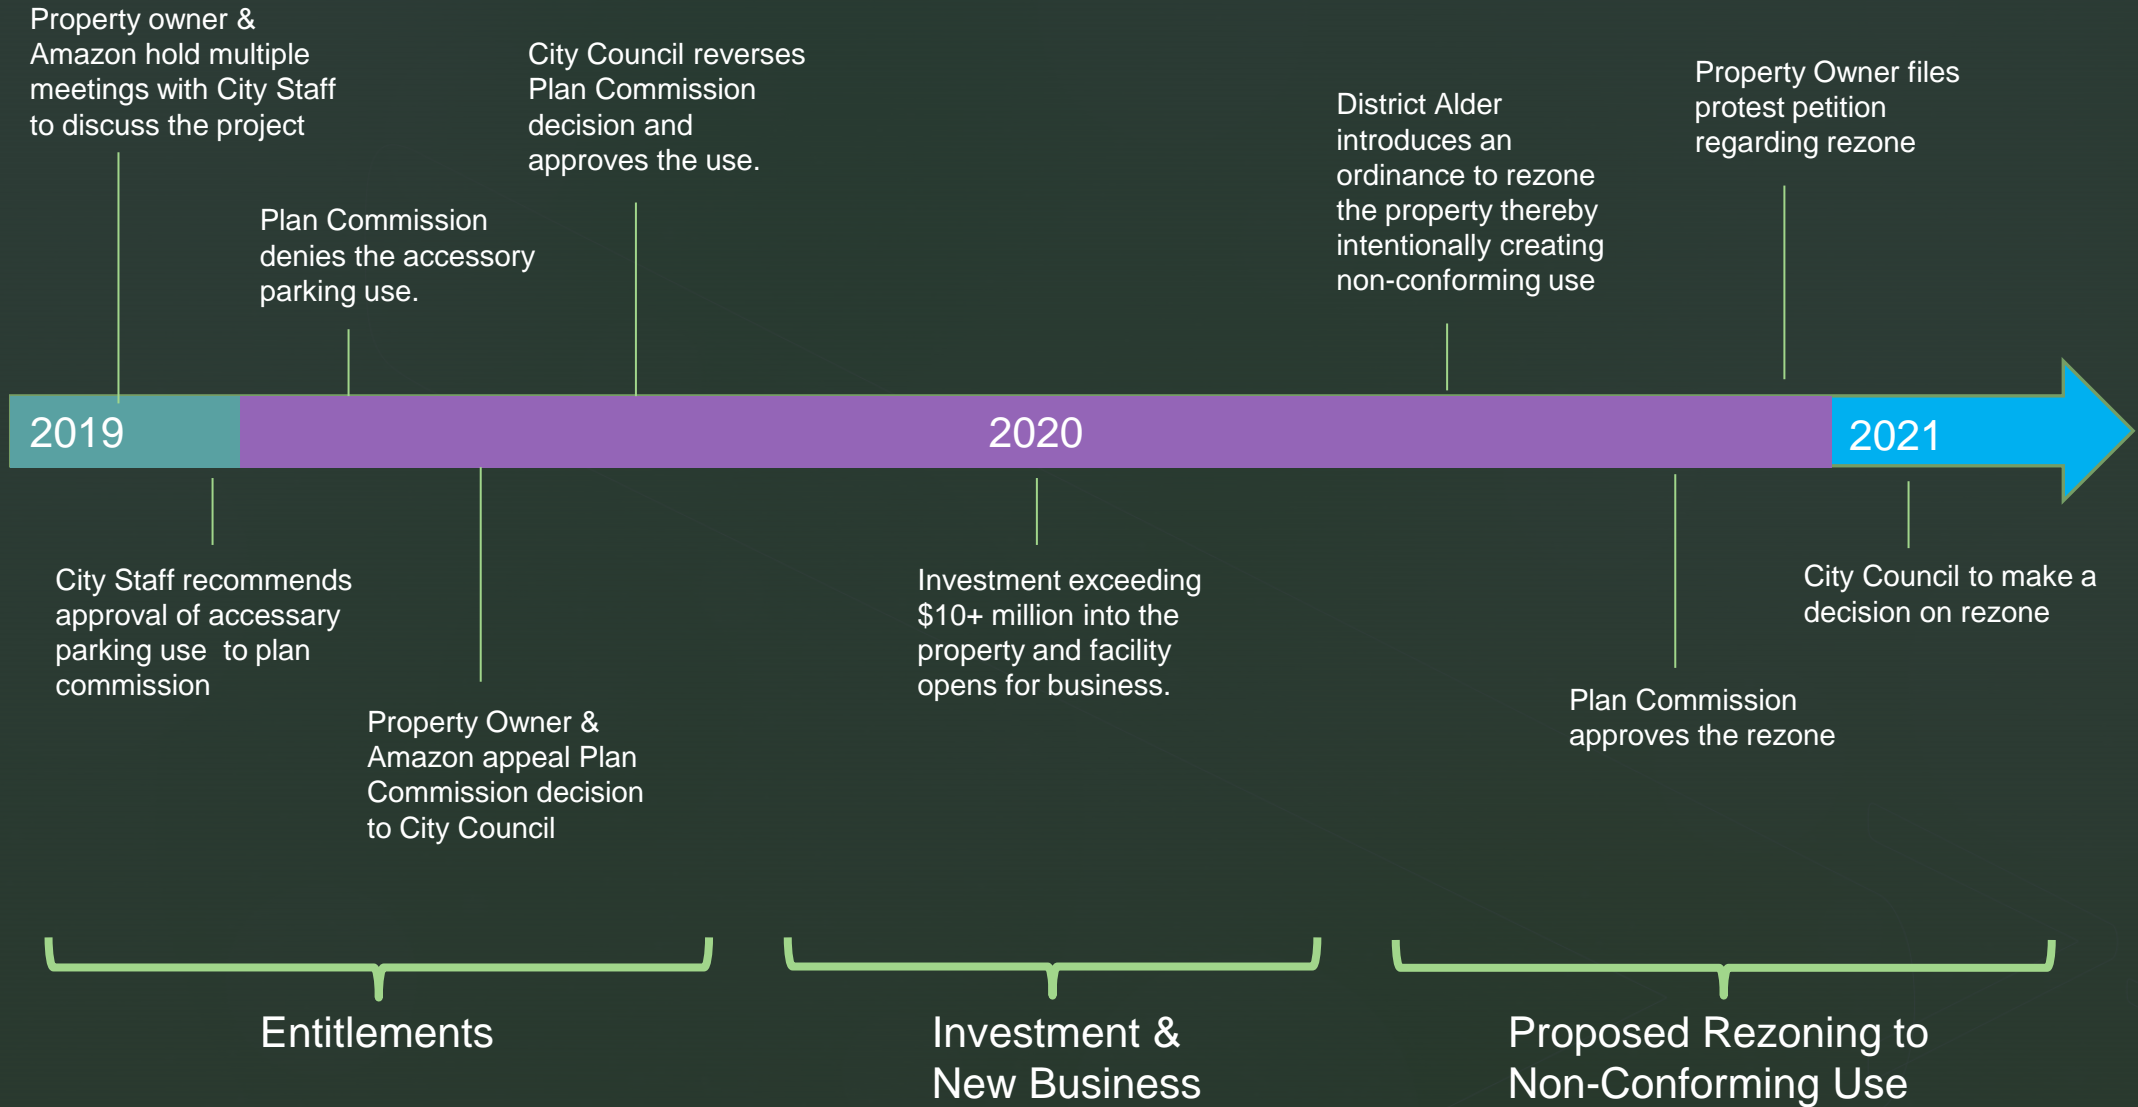 Property owner &
Amazon hold multiple
meetings with City Staff
to discuss the project
Plan Commission
denies the accessory
parking use.
City Council reverses
Plan Commission
decision and
approves the use.
District Alder
introduces an
ordinance to rezone
the property thereby
intentionally creating
non-conforming use
Property Owner files
protest petition
regarding rezone
2019
2020
2021
City Staff recommends
approval of accessary
parking use  to plan
commission
Property Owner &
Amazon appeal Plan
Commission decision
to City Council
Investment exceeding
$10+ million into the
property and facility
opens for business.
Plan Commission
approves the rezone
City Council to make a
decision on rezone
Entitlements
Investment &
New Business
Proposed Rezoning to
Non-Conforming Use